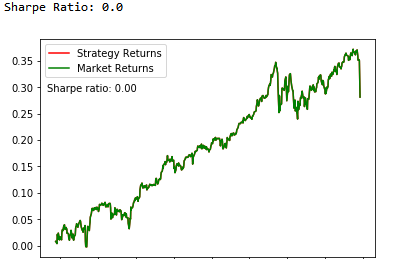 Sharpe Ratio: 0.0
Strategy Returns
Market Returns
Sharpe ratio: 0.00
0.35
0.30
0.25
0.20
0.15
0.10
0.05
0.00